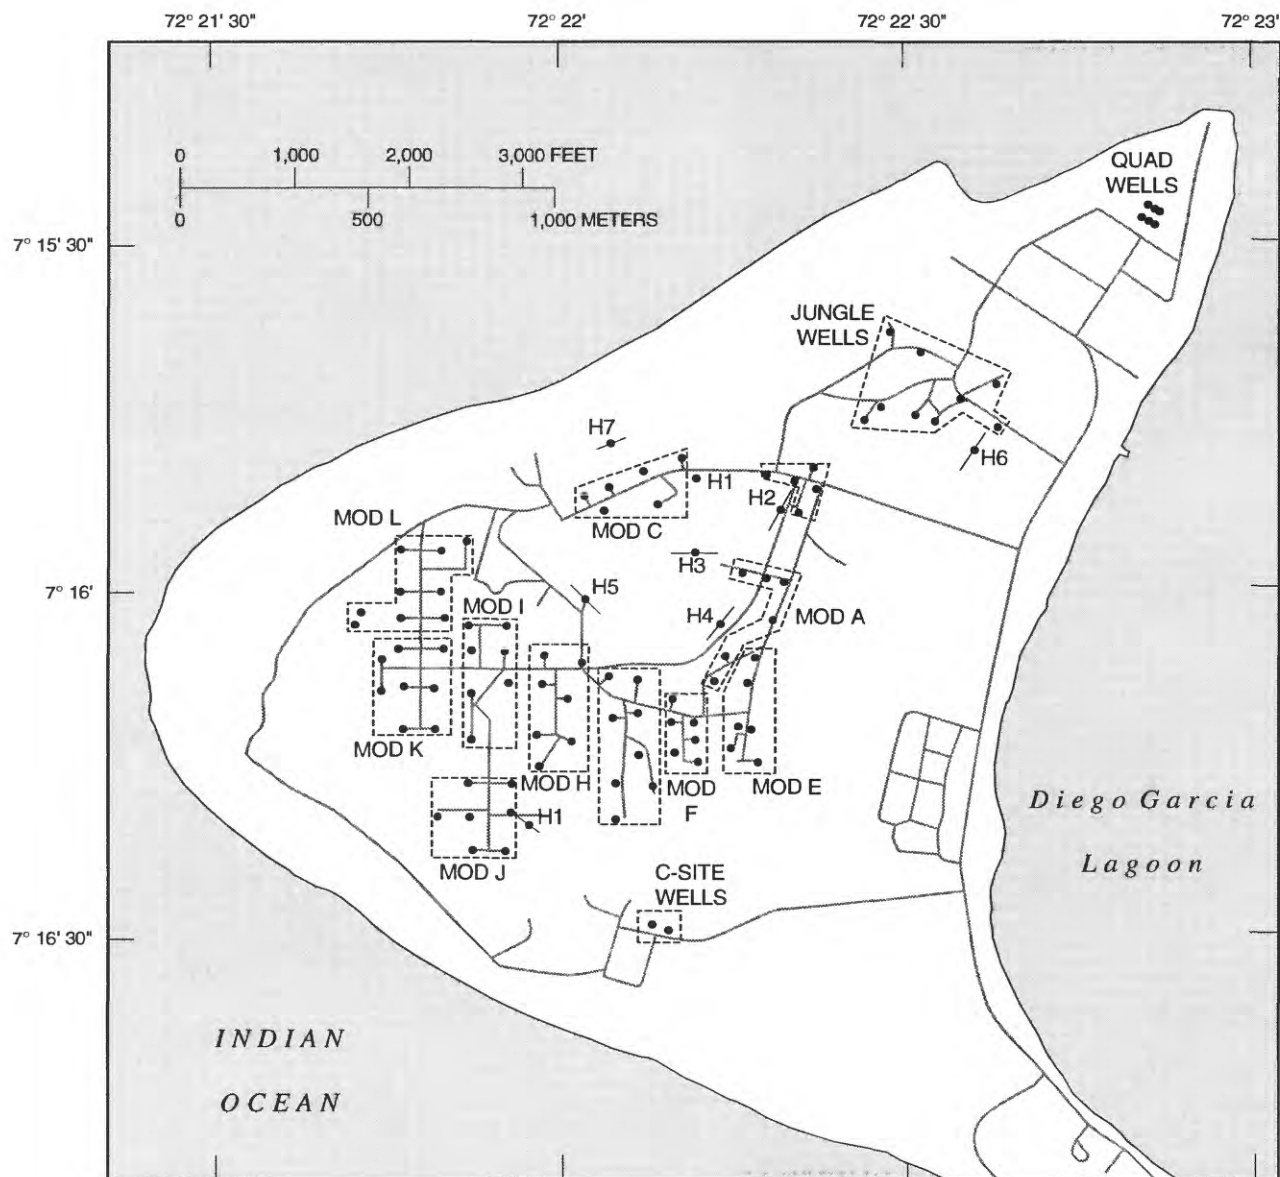 72° 21' 30"
72° 22'
72° 22' 30"
72° 23'
0
1,000
2,000
3,000 FEET
0
500
1,000 METERS
QUAD
WELLS
7° 15' 30"
JUNGLE
WELLS
H7
H6
H1
H2
MOD C
MOD L
H3
7° 16'
H5
MOD I
H4
MOD A
MOD K
MOD H
MOD
F
MOD E
H1
MOD J
Diego Garcia
Lagoon
C-SITE
WELLS
7° 16' 30"
INDIAN
OCEAN